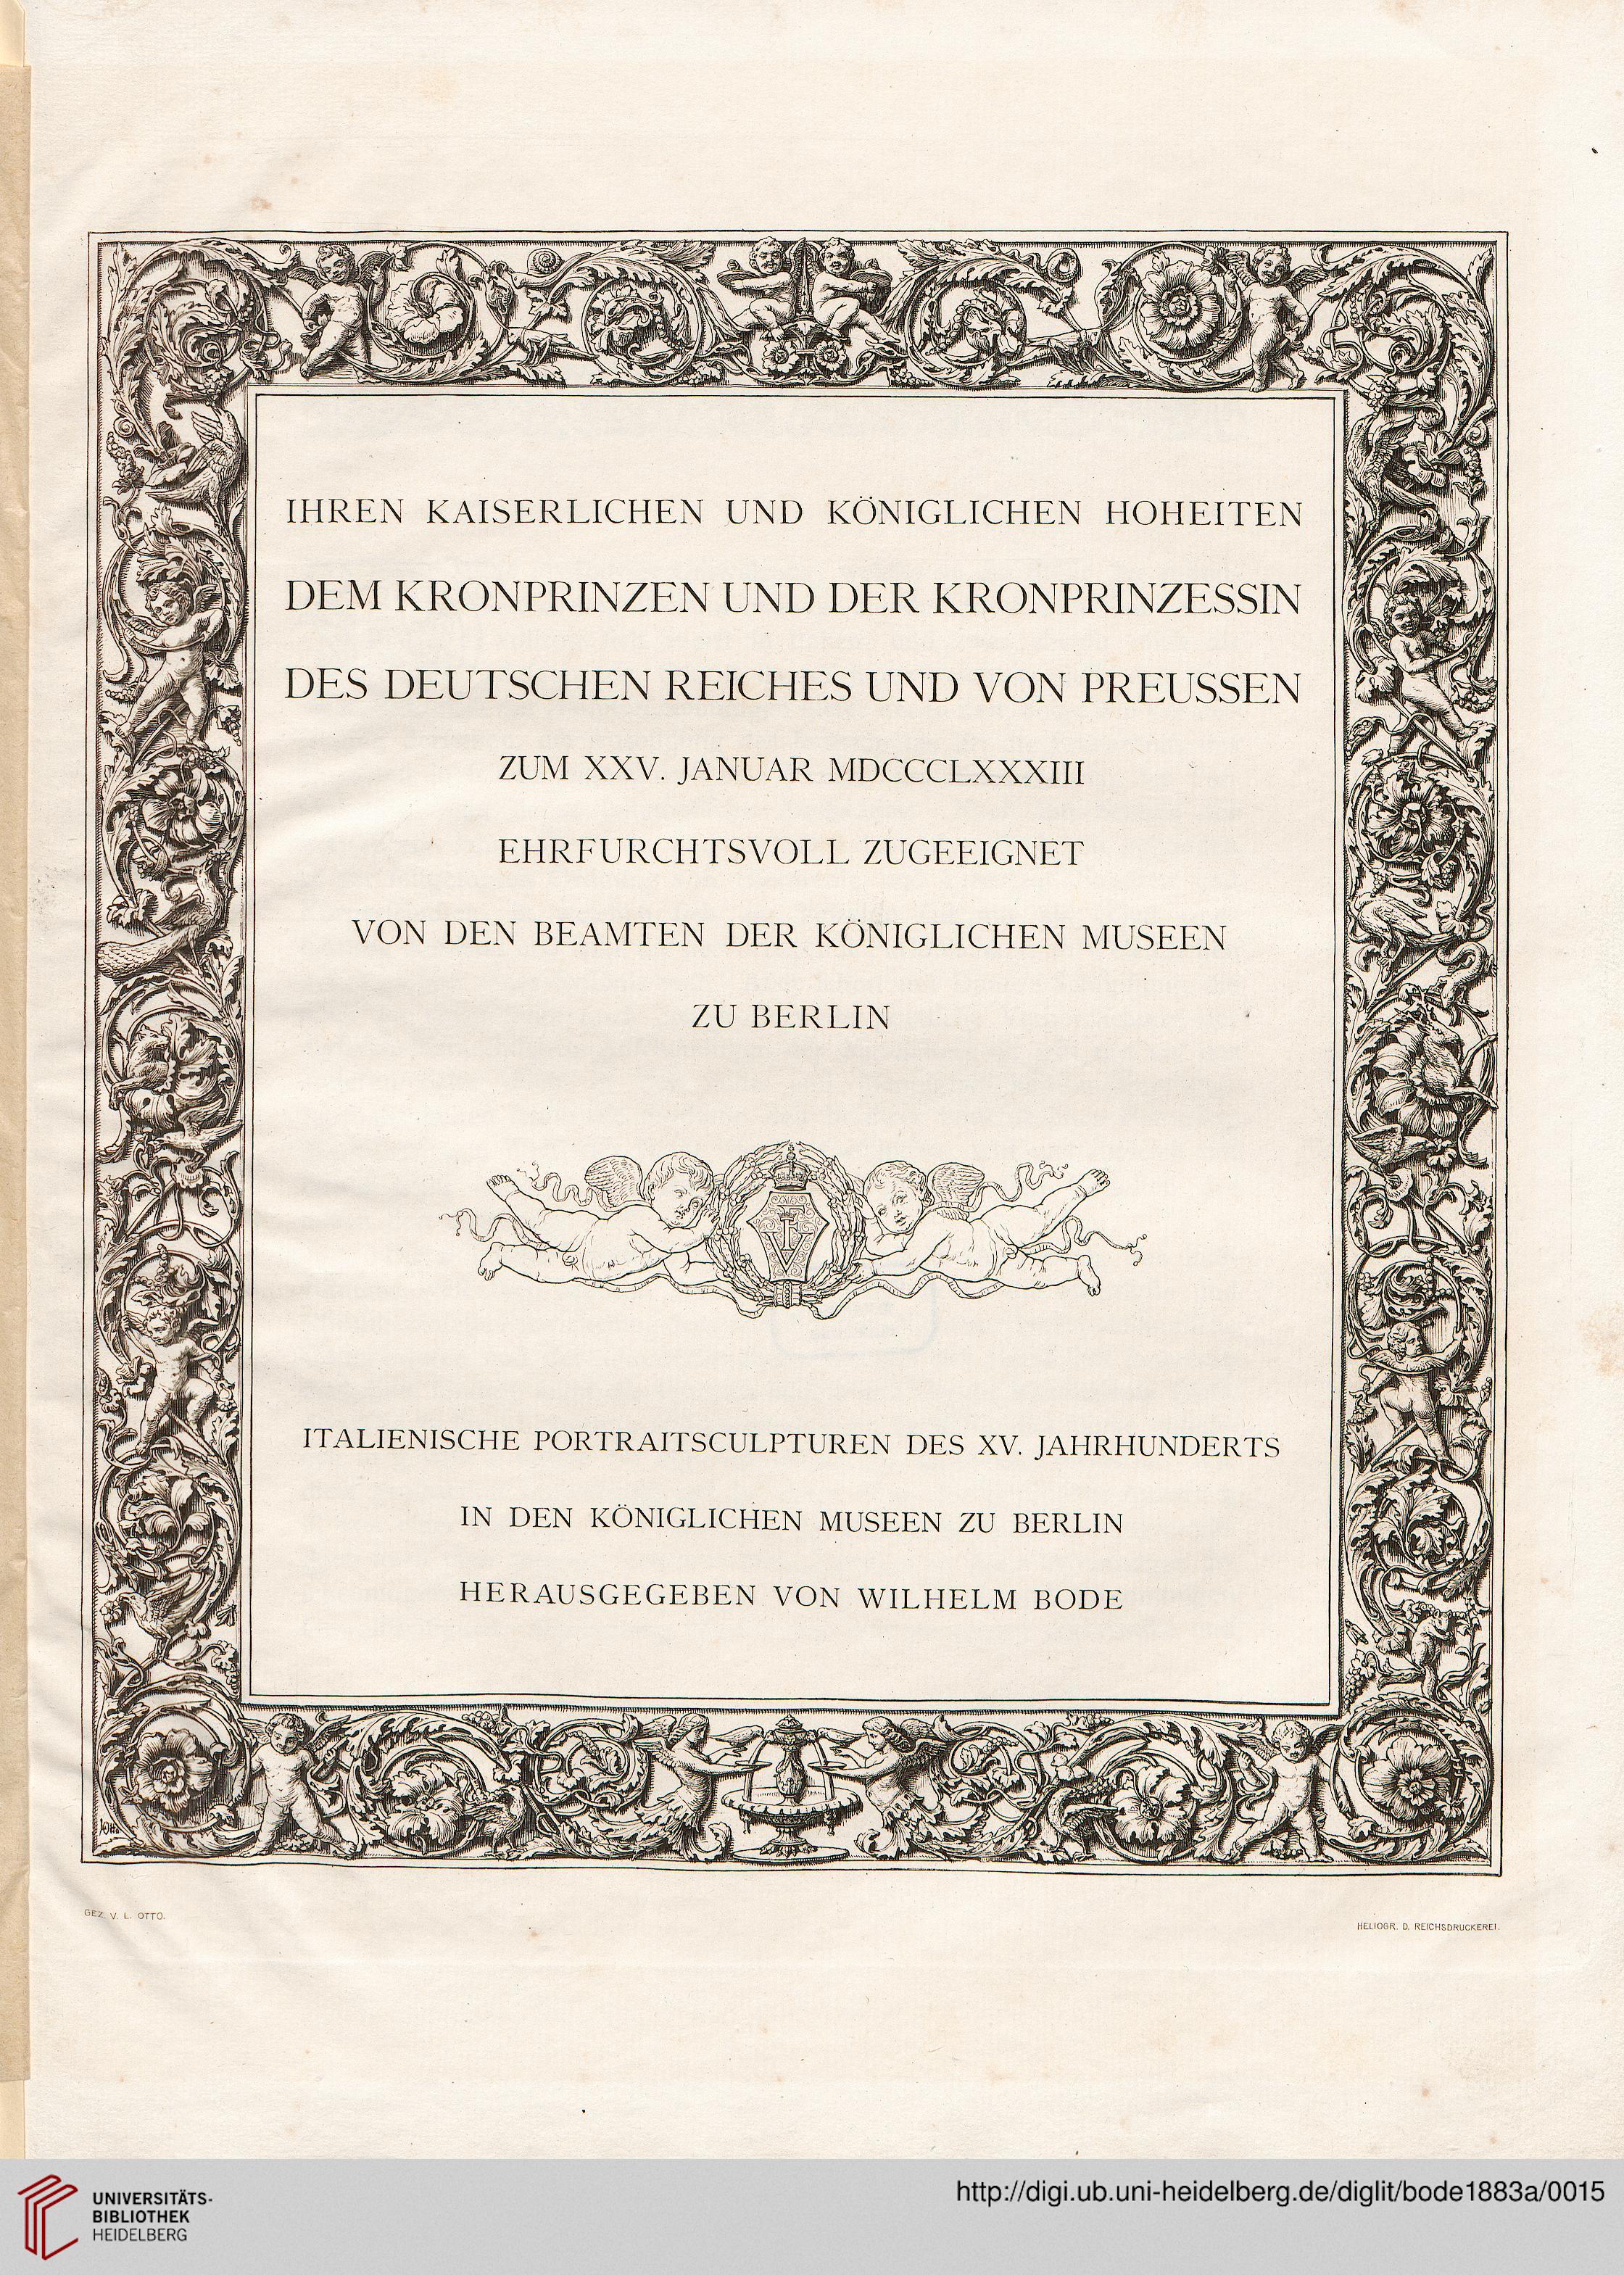 IHREN KAISERLICHEN UND KÖNIGLICHEN HOHEITEN
DEM KRONPRINZEN UND DER KRONPRINZESSIN
DES DEUTSCHEN REICHES UND VON PREUSSEN
ZUM XXV. JANUAR MDCCCLXXXIII
EHRFURCHTSVOLL ZUGEEIGNET
VON DEN BEAMTEN DER KÖNIGLICHEN MUSEEN
ZU BERLIN
ITALIENISCHE PORTRAITSCULPTUREN DES XV. JAHRHUNDERTS
IN DEN KÖNIGLICHEN MUSEEN ZU BERLIN
HERAUSGEGEBEN VON WILHELM BODE
GEZ. V. L. OTTO.
HELIOGR. D. REICHSDRUCKEREI.
UNIVERSITÄTS-
BIBLIOTHEK
HEIDELBERG
http://digi.ub.uni-heidelberg.de/diglit/bode1883a/0015